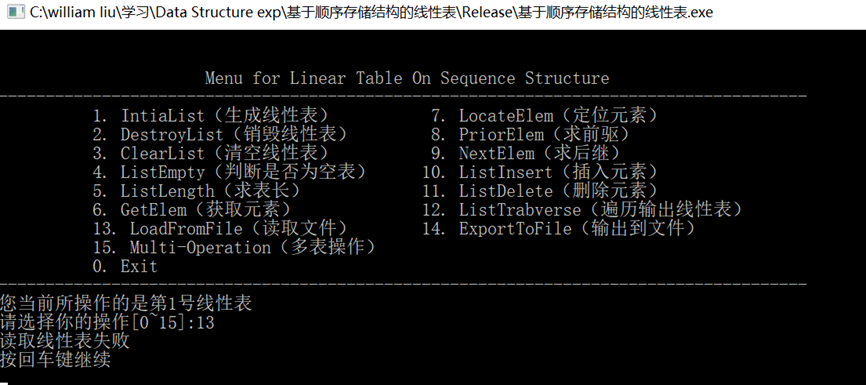 C:\william liu\学习\Data Structure exp\基于顺序存储结构的线性表\Release\基于顺序存储结构的线性表.exe
Menu for Linear Table On Sequence Structure
1. IntiaList（生成线性表） 7. LocateElem（定位元素）
2. DestroyList（销毁线性表） 8. PriorElem（求前驱）
3. ClearList（清空线性表） 9. NextElem（求后继）
4. ListEmpty（判断是否为空表） 10. ListInsert（插入元素）
5. ListLength（求表长） 11. ListDelete（删除元素）
6. GetElem（获取元素） 12. ListTrabverse（遍历输出线性表）
13. LoadFromFile（读取文件） 14. ExportToFile（输出到文件）
15. Multi-Operation（多表操作）
0. Exit
您当前所操作的是第1号线性表
请选择你的操作[0~15]:13
读取线性表失败
按回车键继续